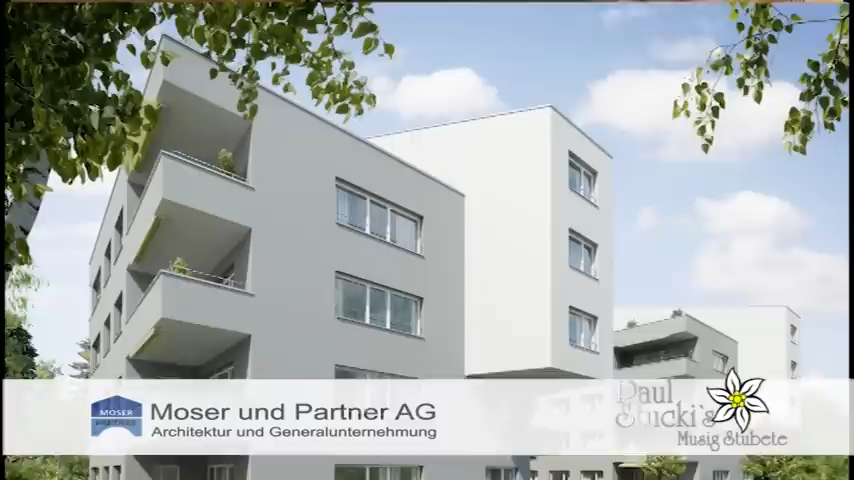 MOSER
PARTNER
Moser und Partner AG
Architektur und Generalunternehmung
Paul
Stucki's
Musig Stubete